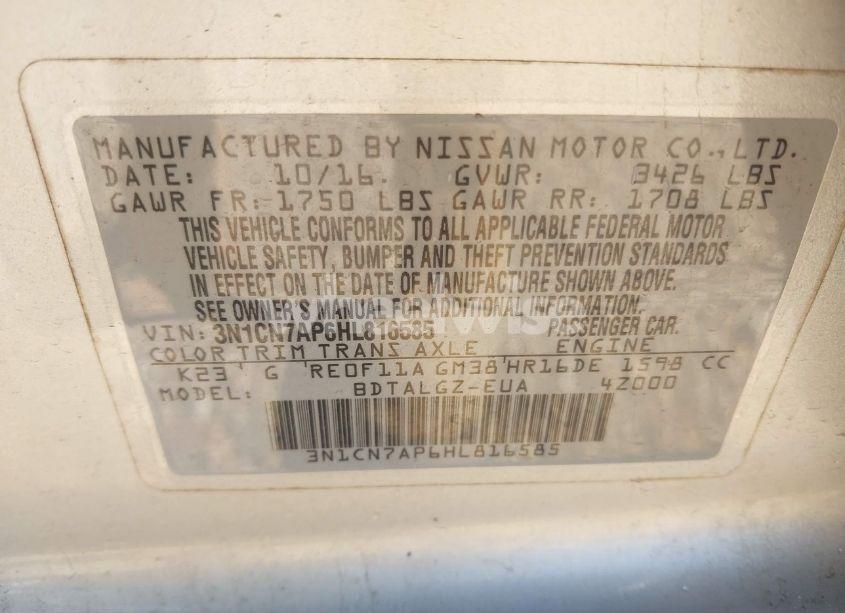 MANUFACTURED BY NISSAN MOTOR CO., LTD.
DATE: 10/16. GVWR: 3426 LBS
GAWR FR: 1750 LBS GAWR RR: 1708 LBS
THIS VEHICLE CONFORMS TO ALL APPLICABLE FEDERAL MOTOR
VEHICLE SAFETY, BUMPER AND THEFT PREVENTION STANDARDS
IN EFFECT ON THE DATE OF MANUFACTURE SHOWN ABOVE.
SEE OWNER'S MANUAL FOR ADDITIONAL INFORMATION.
VIN: 3N1CN7AP6HL816585 PASSENGER CAR.
COLOR TRIM TRANS AXLE ENGINE
K23 G RE0F11A GM38 HR16DE 1598 CC
MODEL: BDTALGZ-EUA 4Z000
3N1CN7AP6HL816585